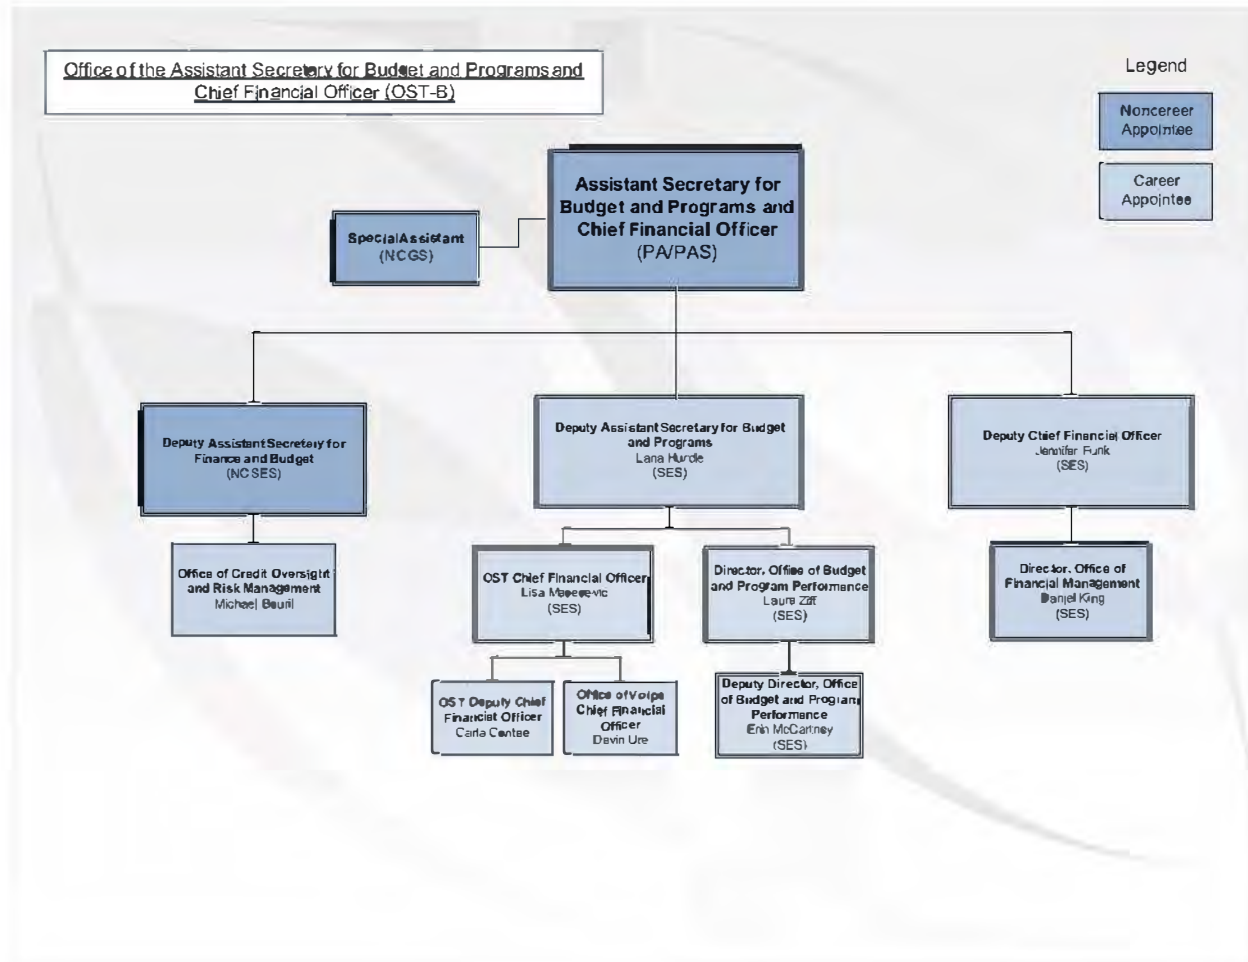 Office of the Assistant Secretary for Budget and Programs and
Chief Financial Officer (OST-B)
Legend
Noncereer
Appointee
Career
Appointee
Assistant Secretary for
Budget and Programs and
Chief Financial Officer
(PA/PAS)
Special Assistant
(NCGS)
Deputy Assistant Secretary for
Finance and Budget
(NCSES)
Deputy Assistant Secretary for Budget
and Programs
Lana Hurdle
(SES)
Deputy Chief Financial Officer
Jennifer Funk
(SES)
Office of Credit Oversight
and Risk Management
Michael
OST Chief Financial Officer
Lisa
(SES)
Director, Office of Budget
and Program Performance
Laura Ziff
(SES)
Director, Office of
Financial Management
Daniel King
(SES)
OST Deputy Chief
Financial Officer
Carla
Office of Volpe
Chief Financial
Officer
Devin Ure
Deputy Director, Office
of Budget and Program
Performance
Erin McCartney
(SES)